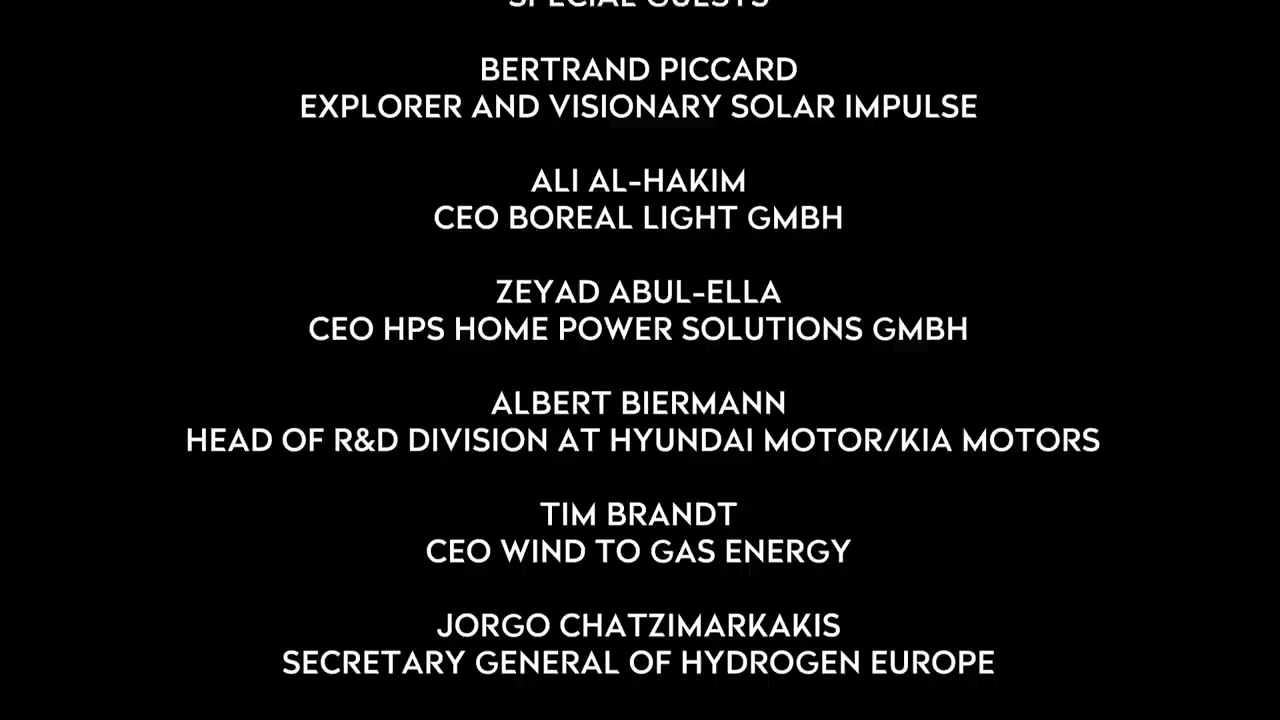 SPECIAL GUESTS
BERTRAND PICCARD
EXPLORER AND VISIONARY SOLAR IMPULSE
ALI AL-HAKIM
CEO BOREAL LIGHT GMBH
ZEYAD ABUL-ELLA
CEO HPS HOME POWER SOLUTIONS GMBH
ALBERT BIERMANN
HEAD OF R&D DIVISION AT HYUNDAI MOTOR/KIA MOTORS
TIM BRANDT
CEO WIND TO GAS ENERGY
JORGO CHATZIMARKAKIS
SECRETARY GENERAL OF HYDROGEN EUROPE